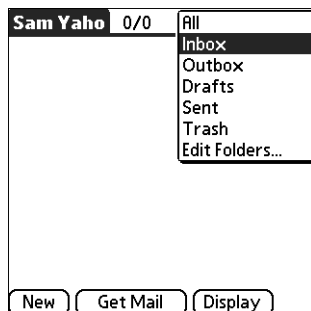 Sam Yaho 0/0 All
Inbox
Outbox
Drafts
Sent
Trash
Edit Folders...
New Get Mail Display